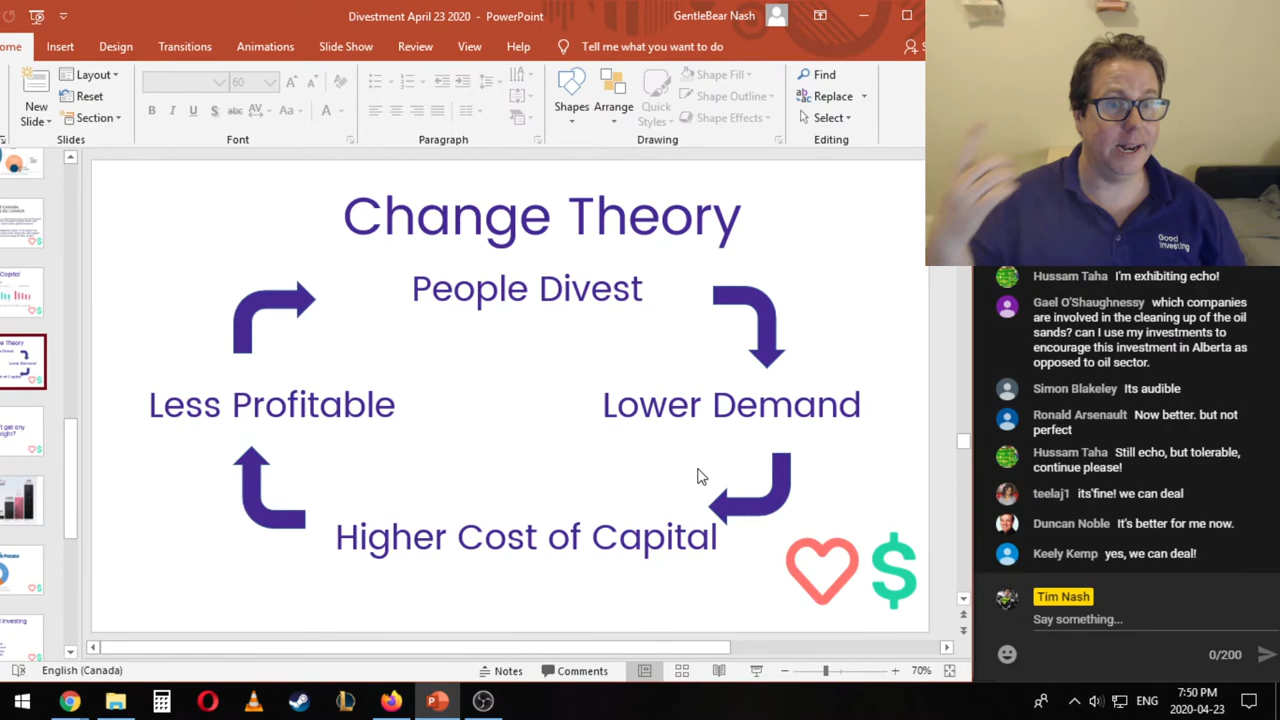 Divestment April 23 2020 - PowerPoint
GentleBear Nash
ome
Insert
Design
Transitions
Animations
Slide Show
Review
View
Help
Tell me what you want to do
New
Slide
Layout
Reset
Section
Slides
60
B I U S abc AV Aa A
Font
Paragraph
Shapes
Arrange
Quick
Styles
Shape Fill
Shape Outline
Shape Effects
Drawing
Find
Replace
Select
Editing
Good
Investing
Change Theory
People Divest
Less Profitable
Lower Demand
Higher Cost of Capital
$
Hussam Taha I'm exhibiting echo!
Gael O'Shaughnessy which companies
are involved in the cleaning up of the oil
sands? can I use my investments to
encourage this investment in Alberta as
opposed to oil sector.
Simon Blakeley Its audible
Ronald Arsenault Now better. but not
perfect
Hussam Taha Still echo, but tolerable,
continue please!
teelaj1 its'fine! we can deal
Duncan Noble It's better for me now.
Keely Kemp yes, we can deal!
Tim Nash
Say something...
0/200
English (Canada)
Notes
Comments
70%
ENG
7:50 PM
2020-04-23